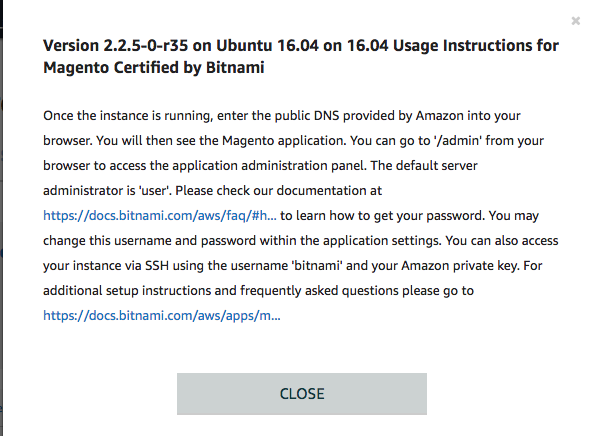 Version 2.2.5-0-r35 on Ubuntu 16.04 on 16.04 Usage Instructions for
Magento Certified by Bitnami
Once the instance is running, enter the public DNS provided by Amazon into your
browser. You will then see the Magento application. You can go to '/admin' from your
browser to access the application administration panel. The default server
administrator is 'user'. Please check our documentation at
https://docs.bitnami.com/aws/faq/#h... to learn how to get your password. You may
change this username and password within the application settings. You can also access
your instance via SSH using the username 'bitnami' and your Amazon private key. For
additional setup instructions and frequently asked questions please go to
https://docs.bitnami.com/aws/apps/m...
CLOSE